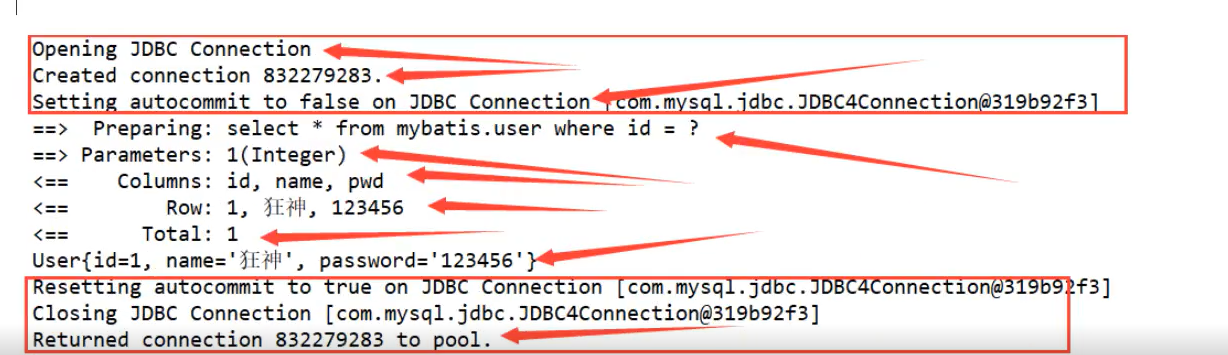 Opening JDBC Connection
Created connection 832279283.
Setting autocommit to false on JDBC Connection [com.mysql.jdbc.JDBC4Connection@319b92f3]
==>  Preparing: select * from mybatis.user where id = ?
==> Parameters: 1(Integer)
<==    Columns: id, name, pwd
<==        Row: 1, 狂神, 123456
<==      Total: 1
User{id=1, name='狂神', password='123456'}
Resetting autocommit to true on JDBC Connection [com.mysql.jdbc.JDBC4Connection@319b92f3]
Closing JDBC Connection [com.mysql.jdbc.JDBC4Connection@319b92f3]
Returned connection 832279283 to pool.